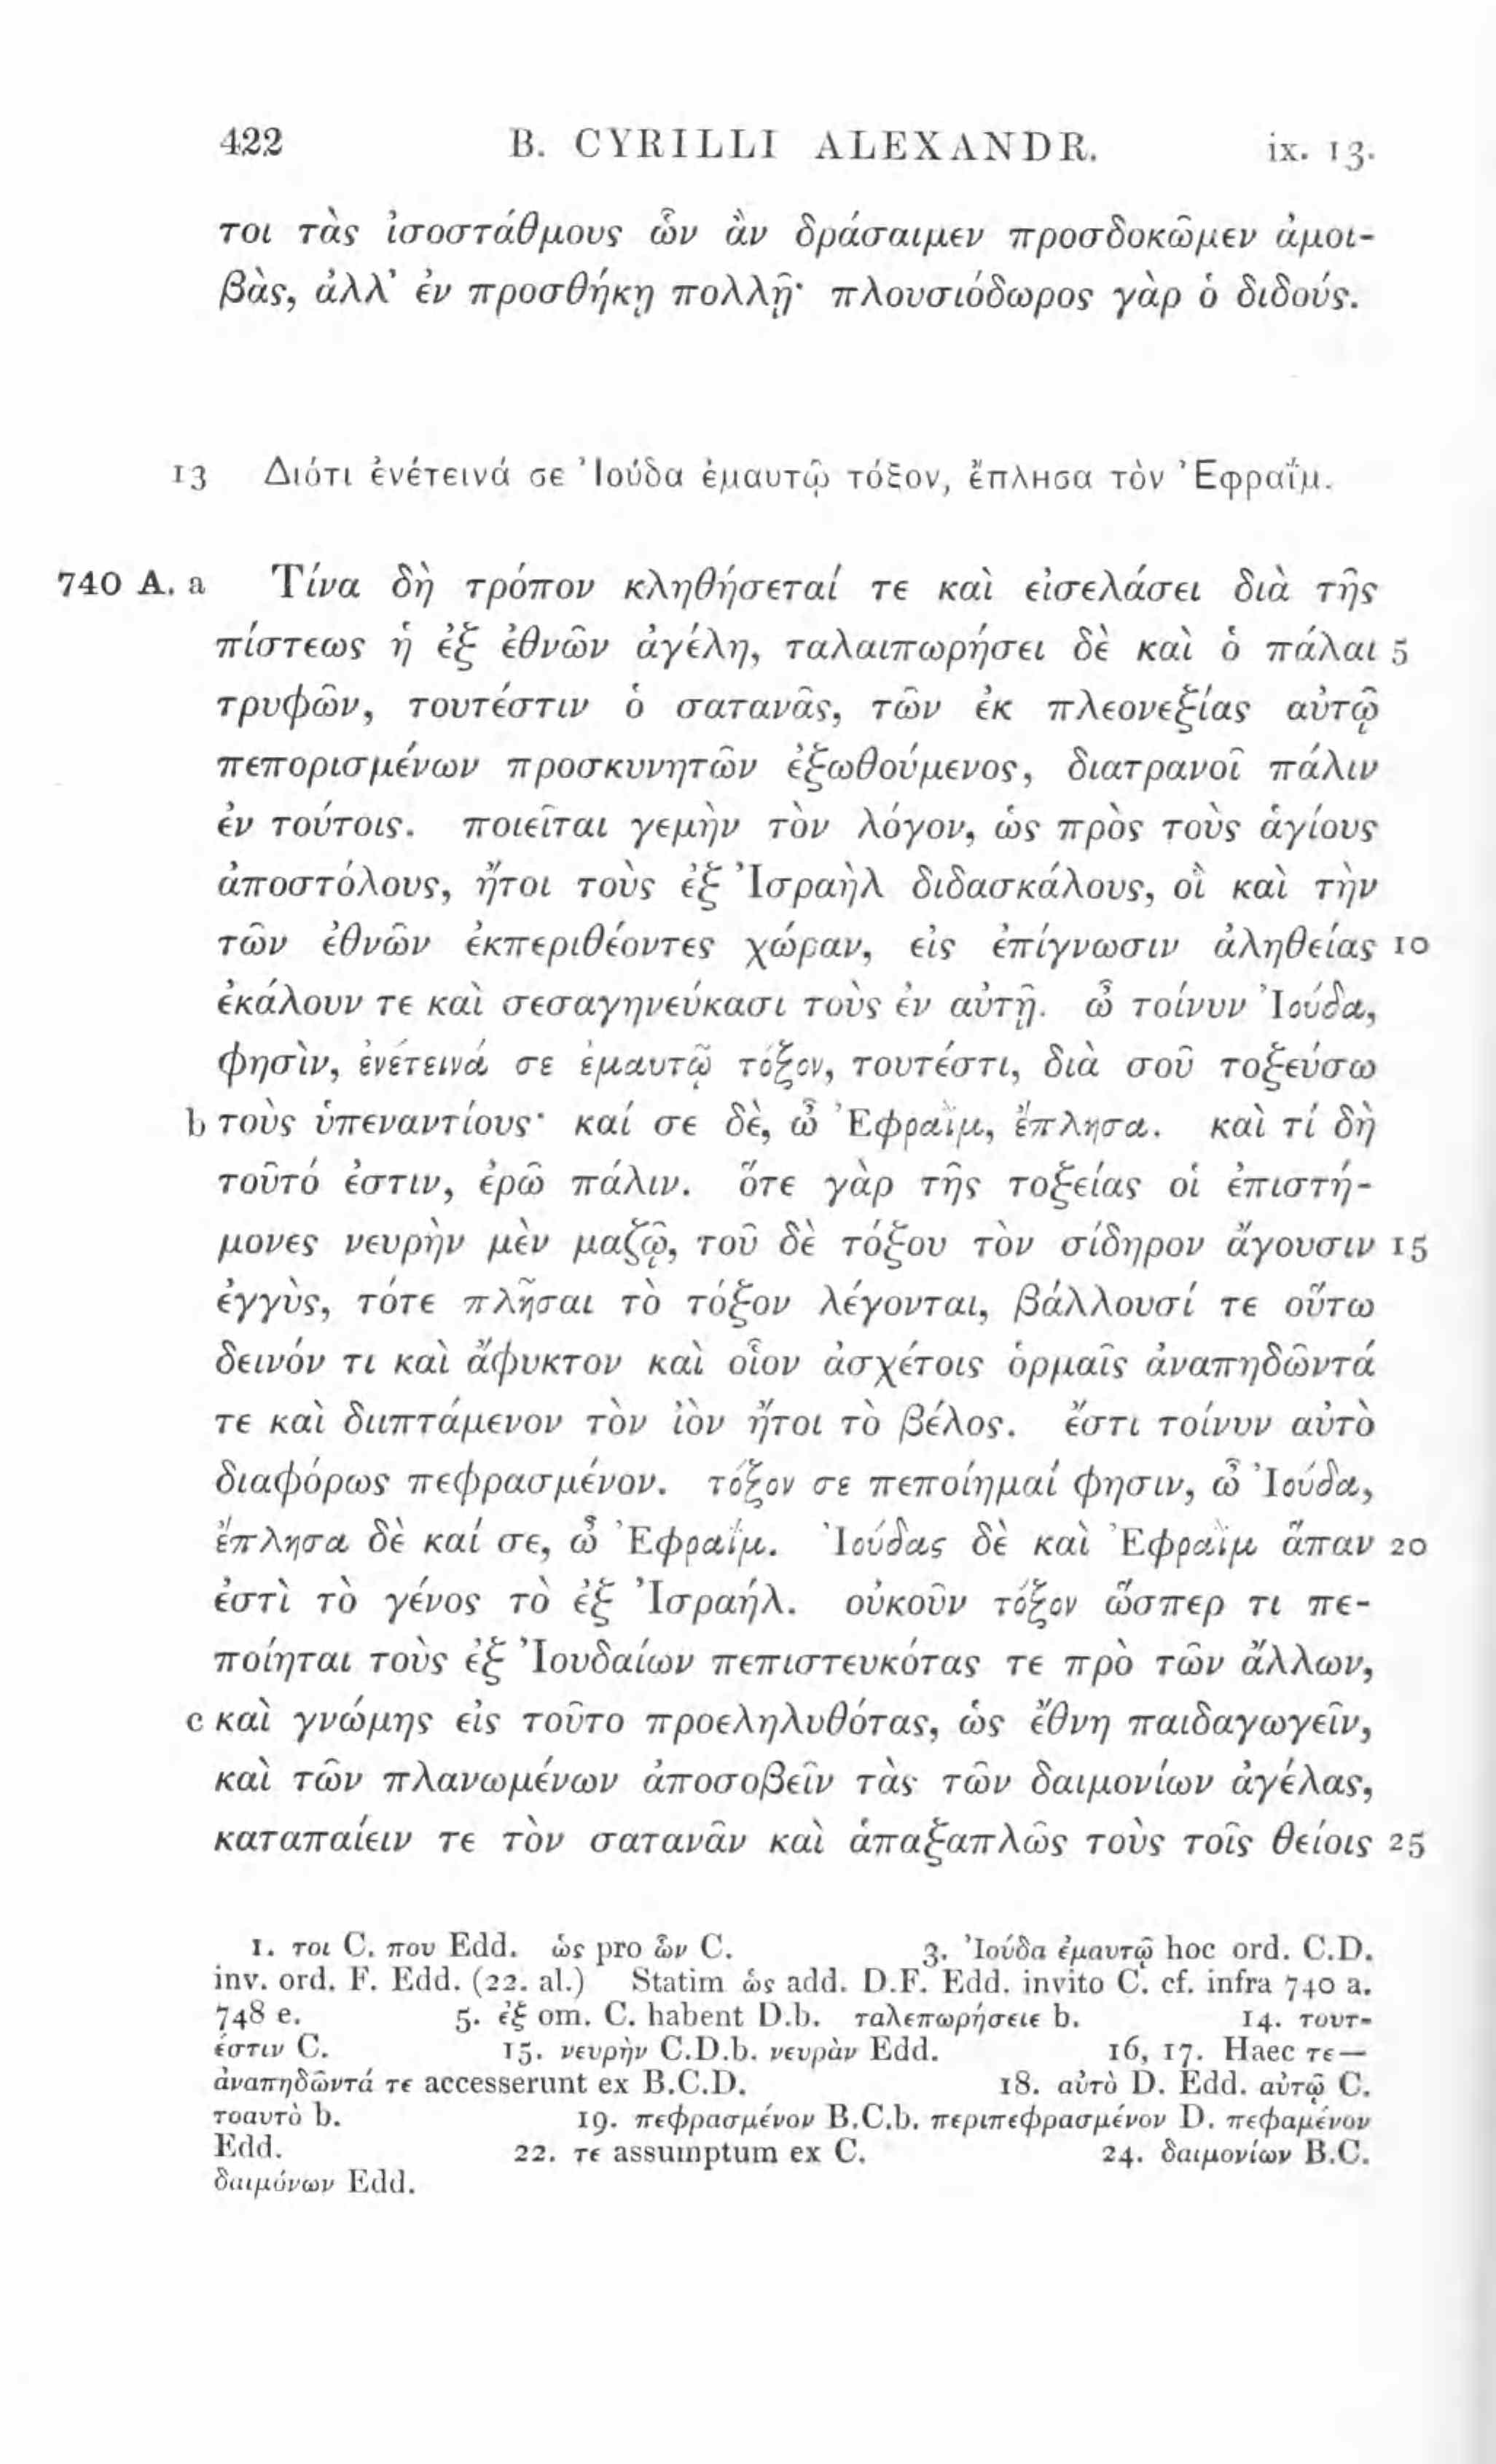 422 B. CYRILLI ALEXANDR. ix. 13.
τοι τὰς ἰσοστάθμους ὧν ἂν δράσαιμεν προσδοκῶμεν ἀμοι-
βὰς, ἀλλ' ἐν προσθήκῃ πολλῇ· πλουσιόδωρος γὰρ ὁ διδούς.
13 Διότι ἐνέτεινά σε Ἰούδα ἐμαυτῷ τόξον, ἔπλησα τὸν Ἐφραΐμ.
740 A. a Τίνα δὴ τρόπον κληθήσεταί τε καὶ εἰσελάσει διὰ τῆς
πίστεως ἡ ἐξ ἐθνῶν ἀγέλη, ταλαιπωρήσει δὲ καὶ ὁ πάλαι 5
τρυφῶν, τουτέστιν ὁ σατανᾶς, τῶν ἐκ πλεονεξίας αὐτῷ
πεπορισμένων προσκυνητῶν ἐξωθούμενος, διατρανοῖ πάλιν
ἐν τούτοις. ποιεῖται γεμὴν τὸν λόγον, ὡς πρὸς τοὺς ἁγίους
ἀποστόλους, ἤτοι τοὺς ἐξ Ἰσραὴλ διδασκάλους, οἳ καὶ τὴν
τῶν ἐθνῶν ἐκπεριθέοντες χώραν, εἰς ἐπίγνωσιν ἀληθείας 10
ἐκάλουν τε καὶ σεσαγηνεύκασι τοὺς ἐν αὐτῇ. ὦ τοίνυν Ἰούδα,
φησὶν, ἐνέτεινά σε ἐμαυτῷ τόξον, τουτέστι, διὰ σοῦ τοξεύσω
b τοὺς ὑπεναντίους· καί σε δὲ, ὦ Ἐφραῒμ, ἔπλησα. καὶ τί δὴ
τοῦτό ἐστιν, ἐρῶ πάλιν. ὅτε γὰρ τῆς τοξείας οἱ ἐπιστή-
μονες νευρὴν μὲν μαζῷ, τοῦ δὲ τόξου τὸν σίδηρον ἄγουσιν 15
ἐγγὺς, τότε πλῆσαι τὸ τόξον λέγονται, βάλλουσί τε οὕτω
δεινόν τι καὶ ἄφυκτον καὶ οἷον ἀσχέτοις ὁρμαῖς ἀναπηδῶντά
τε καὶ διιπτάμενον τὸν ἰὸν ἤτοι τὸ βέλος. ἔστι τοίνυν αὐτὸ
διαφόρως πεφρασμένον. τόξον σε πεποίημαί φησιν, ὦ Ἰούδα,
ἔπλησα δὲ καί σε, ὦ Ἐφραΐμ. Ἰούδας δὲ καὶ Ἐφραῒμ ἅπαν 20
ἐστὶ τὸ γένος τὸ ἐξ Ἰσραήλ. οὐκοῦν τόξον ὥσπερ τι πε-
ποίηται τοὺς ἐξ Ἰουδαίων πεπιστευκότας τε πρὸ τῶν ἄλλων,
c καὶ γνώμης εἰς τοῦτο προεληλυθότας, ὡς ἔθνη παιδαγωγεῖν,
καὶ τῶν πλανωμένων ἀποσοβεῖν τὰς τῶν δαιμονίων ἀγέλας,
καταπαίειν τε τὸν σατανᾶν καὶ ἁπαξαπλῶς τοὺς τοῖς θείοις 25
1. τοι C. που Edd. ὡς pro ὧν C. 3. Ἰούδα ἐμαυτῷ hoc ord. C.D.
inv. ord. F. Edd. (22. al.) Statim ὡς add. D.F. Edd. invito C. cf. infra 740 a.
748 e. 5. ἐξ om. C. habent D.b. ταλεπωρήσειε b. 14. τουτ-
έστιν C. 15. νευρὴν C.D.b. νευρὰν Edd. 16, 17. Haec τε—
ἀναπηδῶντά τε accesserunt ex B.C.D. 18. αὐτὸ D. Edd. αὐτῷ C.
τοαυτὸ b. 19. πεφρασμένον B.C.b. περιπεφρασμένον D. πεφαμένον
Edd. 22. τε assumptum ex C. 24. δαιμονίων B.C.
δαιμόνων Edd.